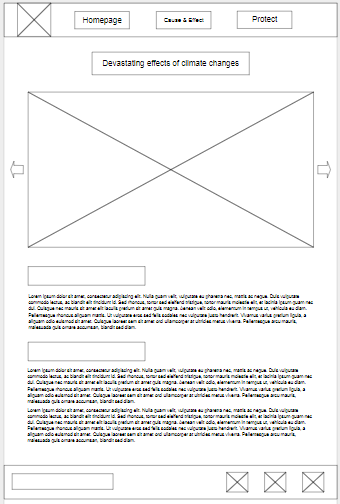 Homepage
Cause & Effect
Protect
Devastating effects of climate changes
Lorem ipsum dolor sit amet, consectetur adipiscing elit. Nulla quam velit, vulputate eu pharetra nec, mattis ac neque. Duis vulputate
commodo lectus, ac blandit elit tincidunt id. Sed rhoncus, tortor sed eleifend tristique, tortor mauris molestie elit, et lacinia ipsum quam nec
dui. Quisque nec mauris sit amet elit iaculis pretium sit amet quis magna. Aenean velit odio, elementum in tempus ut, vehicula eu diam.
Pellentesque rhoncus aliquam mattis. Ut vulputate eros sed felis sodales nec vulputate justo hendrerit. Vivamus varius pretium ligula, a
aliquam odio euismod sit amet. Quisque laoreet sem sit amet orci ullamcorper at ultricies metus viverra. Pellentesque arcu mauris,
malesuada quis ornare accumsan, blandit sed diam.
Lorem ipsum dolor sit amet, consectetur adipiscing elit. Nulla quam velit, vulputate eu pharetra nec, mattis ac neque. Duis vulputate
commodo lectus, ac blandit elit tincidunt id. Sed rhoncus, tortor sed eleifend tristique, tortor mauris molestie elit, et lacinia ipsum quam nec
dui. Quisque nec mauris sit amet elit iaculis pretium sit amet quis magna. Aenean velit odio, elementum in tempus ut, vehicula eu diam.
Pellentesque rhoncus aliquam mattis. Ut vulputate eros sed felis sodales nec vulputate justo hendrerit. Vivamus varius pretium ligula, a
aliquam odio euismod sit amet. Quisque laoreet sem sit amet orci ullamcorper at ultricies metus viverra. Pellentesque arcu mauris,
malesuada quis ornare accumsan, blandit sed diam.
Lorem ipsum dolor sit amet, consectetur adipiscing elit. Nulla quam velit, vulputate eu pharetra nec, mattis ac neque. Duis vulputate
commodo lectus, ac blandit elit tincidunt id. Sed rhoncus, tortor sed eleifend tristique, tortor mauris molestie elit, et lacinia ipsum quam nec
dui. Quisque nec mauris sit amet elit iaculis pretium sit amet quis magna. Aenean velit odio, elementum in tempus ut, vehicula eu diam.
Pellentesque rhoncus aliquam mattis. Ut vulputate eros sed felis sodales nec vulputate justo hendrerit. Vivamus varius pretium ligula, a
aliquam odio euismod sit amet. Quisque laoreet sem sit amet orci ullamcorper at ultricies metus viverra. Pellentesque arcu mauris,
malesuada quis ornare accumsan, blandit sed diam.